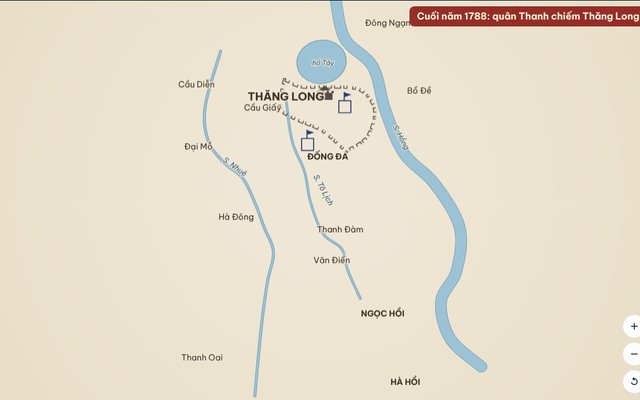 Đông Ngạn
Cuối năm 1788: quân Thanh chiếm Thăng Long
hồ Tây
Cầu Diễn
Bồ Đề
THĂNG LONG
Cầu Giấy
S. Hồng
Đại Mỗ
ĐỐNG ĐA
S. Nhuệ
S. Tô Lịch
Hà Đông
Thanh Đàm
Văn Điển
NGỌC HỒI
+
−
Thanh Oai
HÀ HỒI